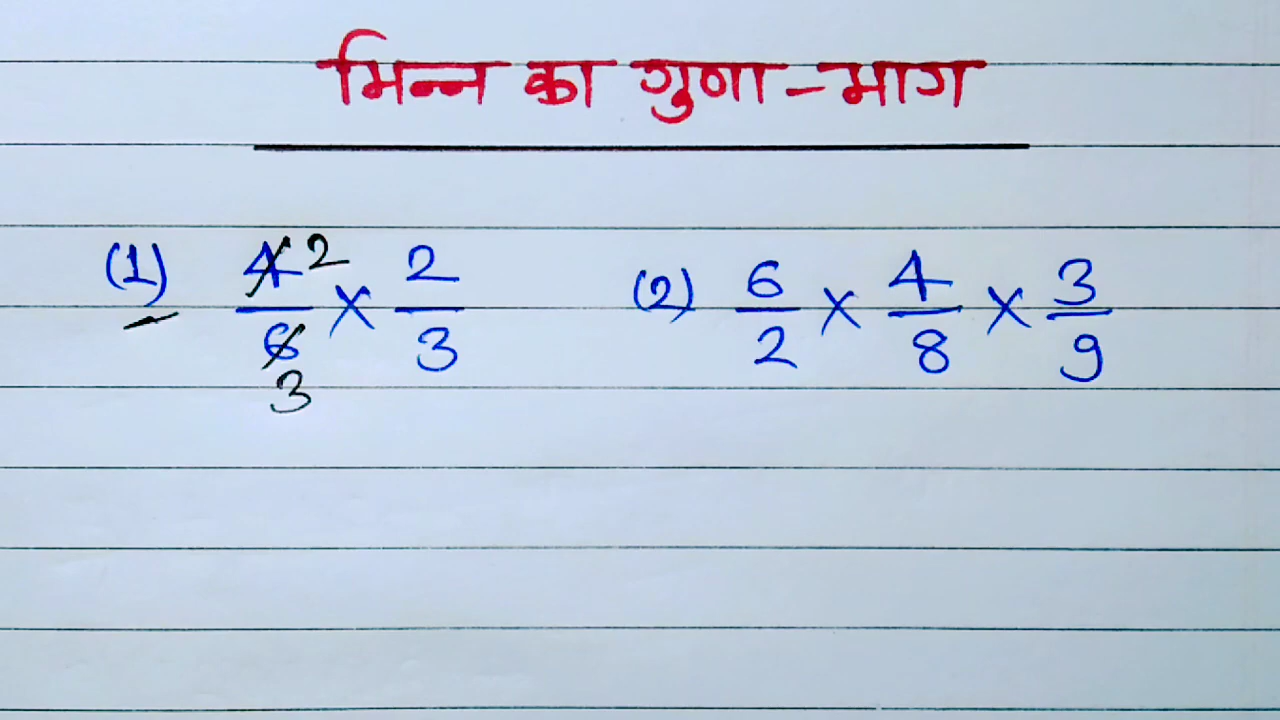 भिन्न का गुणा - भाग
(1) 4/6 2/3 × 2/3 (2) 6/2 × 4/8 × 3/9